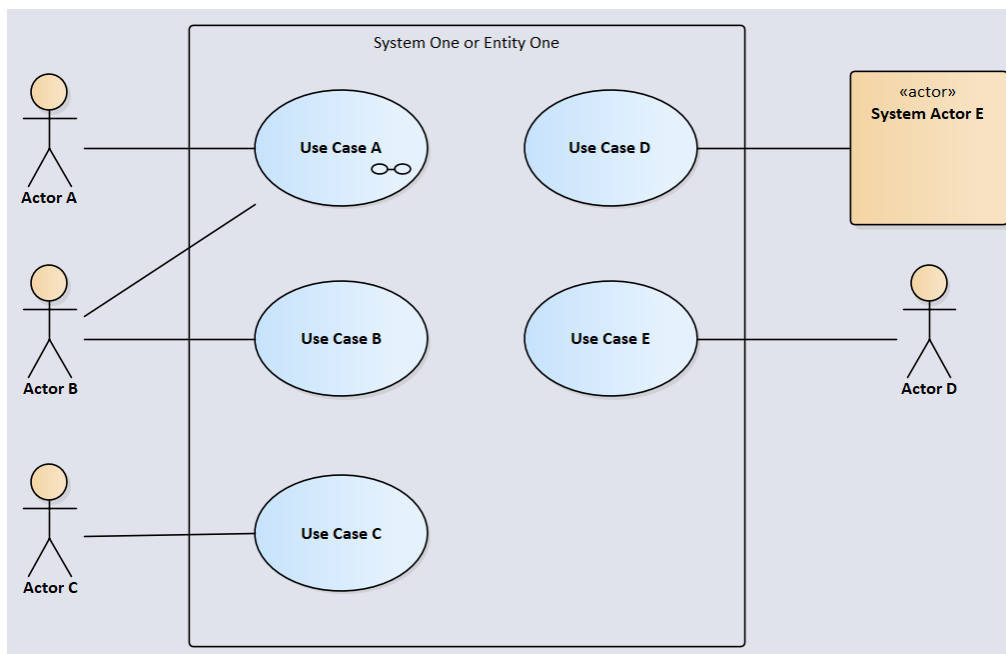 System One or Entity One
Actor A
Use Case A
Use Case D
«actor»
System Actor E
Actor B
Use Case B
Use Case E
Actor D
Actor C
Use Case C